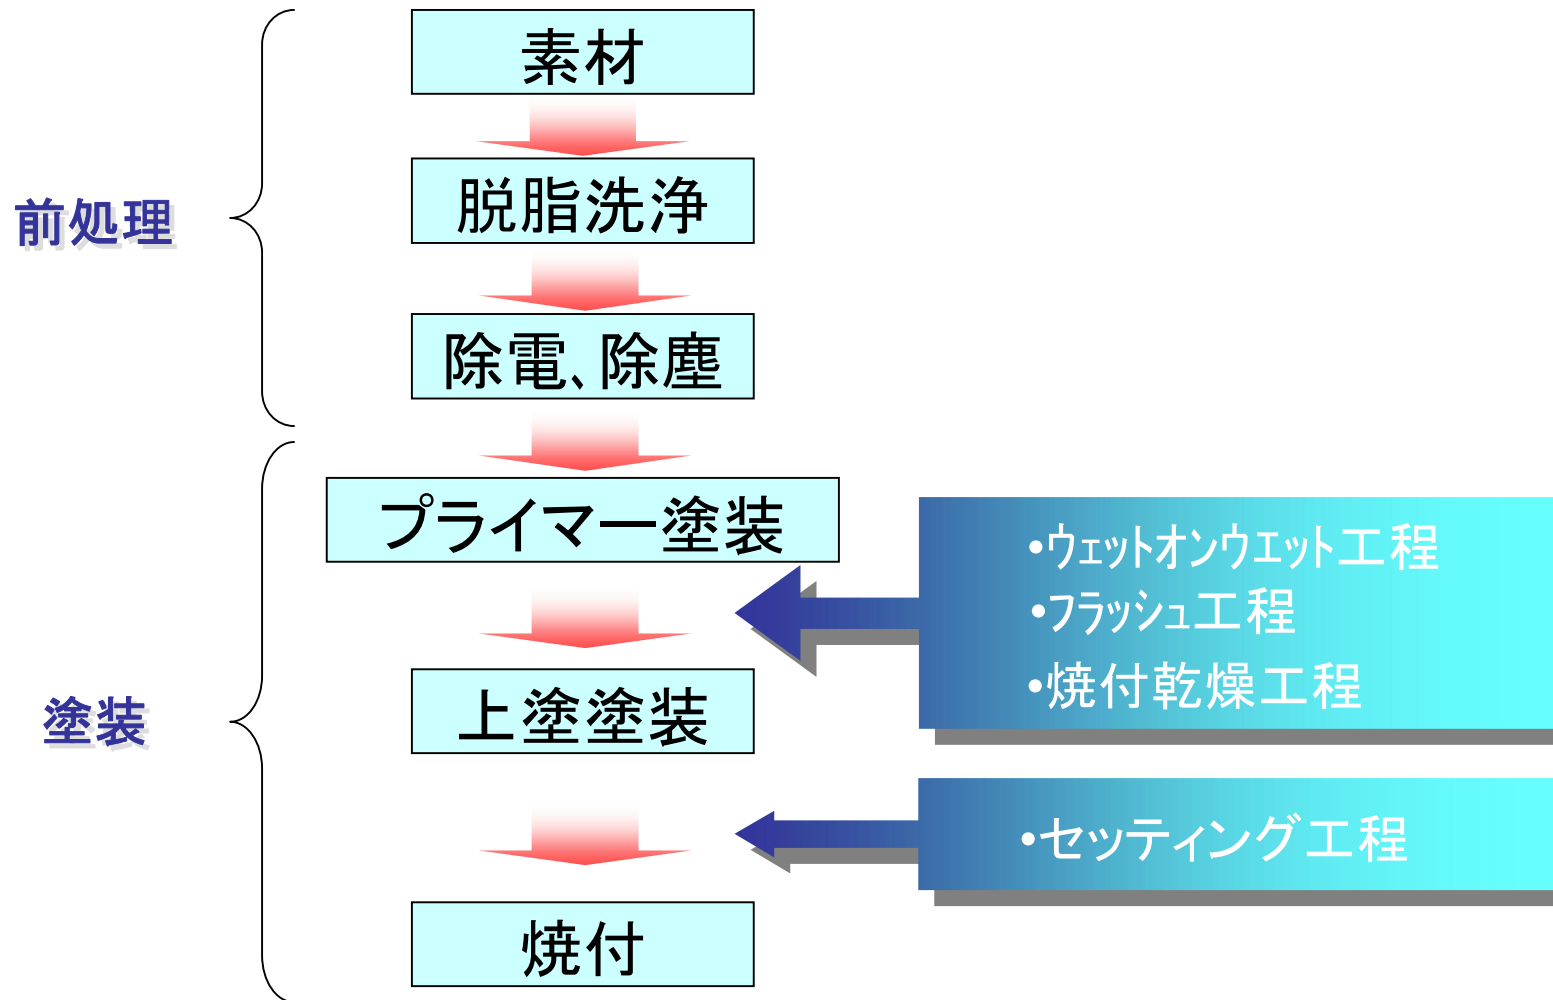 素材
脱脂洗浄
前処理
除電、除塵
プライマー塗装
・ウェットオンウエット工程
・フラッシュ工程
・焼付乾燥工程
上塗塗装
塗装
・セッティング工程
焼付